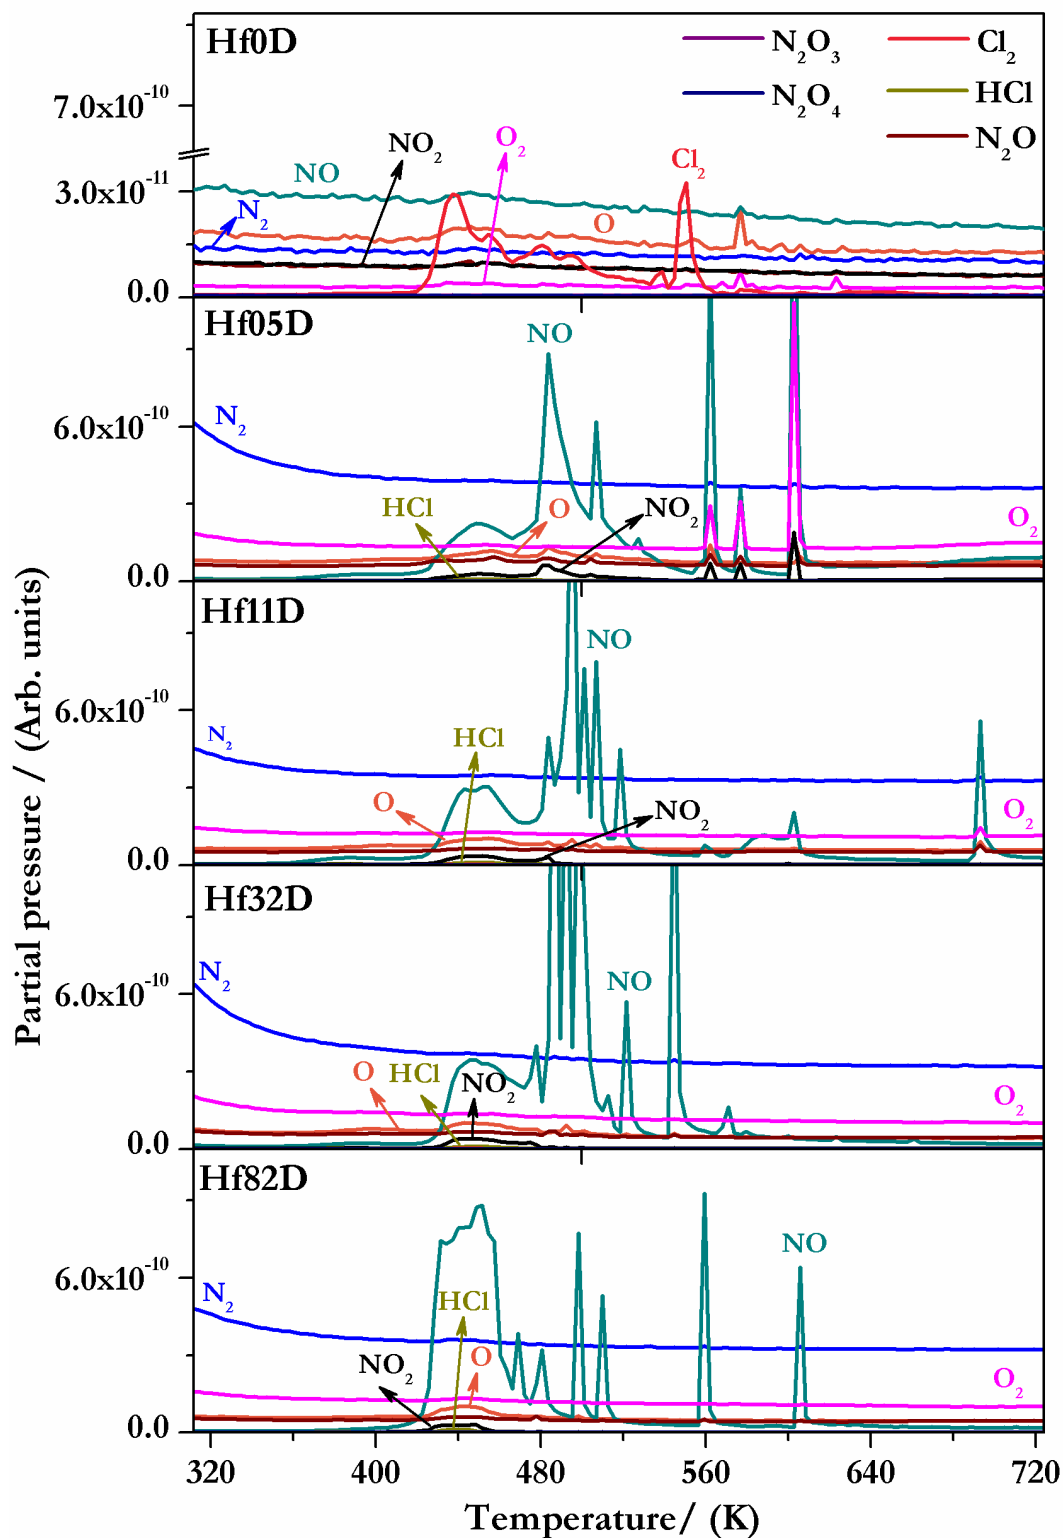 Hf0D
N₂O₃
Cl₂
N₂O₄
HCl
N₂O
7.0x10⁻¹⁰
NO
NO₂
O₂
Cl₂
3.0x10⁻¹¹
N₂
O
0.0
Hf05D
NO
6.0x10⁻¹⁰
N₂
HCl
O
NO₂
O₂
0.0
Hf11D
NO
6.0x10⁻¹⁰
N₂
HCl
O
NO₂
O₂
0.0
Hf32D
N₂
6.0x10⁻¹⁰
NO
O
HCl
NO₂
O₂
0.0
Hf82D
NO
6.0x10⁻¹⁰
N₂
HCl
NO₂
O
O₂
0.0
320
400
480
560
640
720
Temperature/ (K)
Partial pressure / (Arb. units)